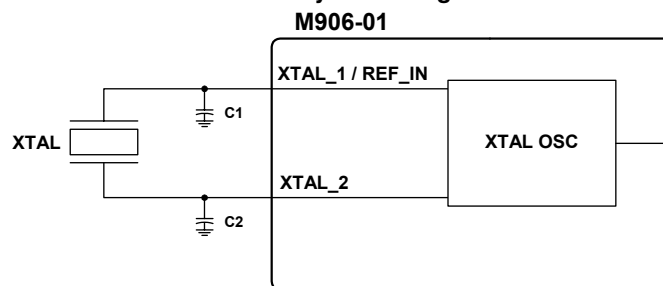 M906-01
XTAL_1 / REF_IN
C1
XTAL
XTAL OSC
XTAL_2
C2